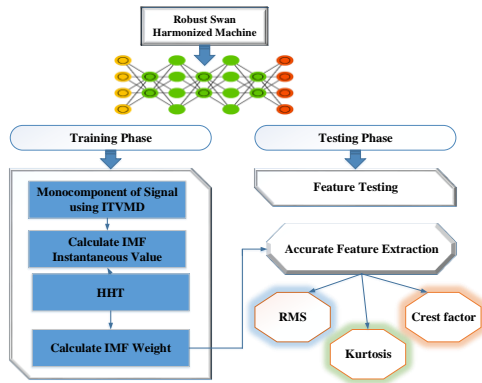 Robust Swan
Harmonized Machine
Training Phase
Testing Phase
Monocomponent of Signal
using ITVMD
Calculate IMF
Instantaneous Value
HHT
Calculate IMF Weight
Feature Testing
Accurate Feature Extraction
RMS
Kurtosis
Crest factor